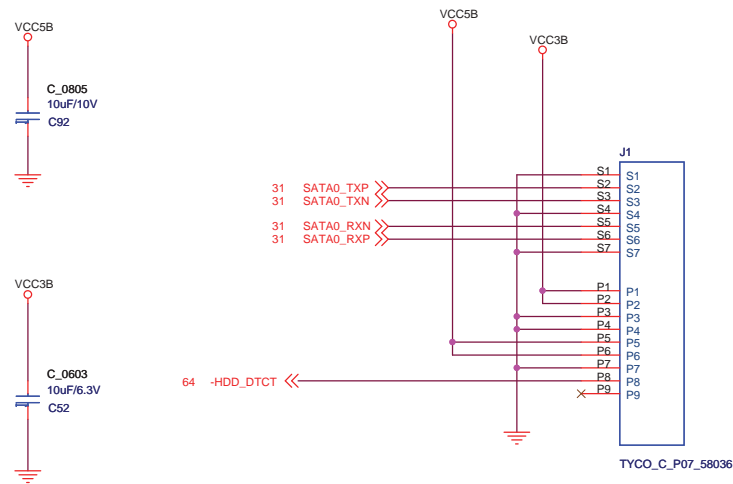 VCC5B
C_0805
10uF/10V
C92
VCC3B
C_0603
10uF/6.3V
C52
VCC5B
VCC3B
J1
S1 S1
31 SATA0_TXP S2 S2
31 SATA0_TXN S3 S3
S4 S4
31 SATA0_RXN S5 S5
31 SATA0_RXP S6 S6
S7 S7
P1 P1
P2 P2
P3 P3
P4 P4
P5 P5
P6 P6
P7 P7
64 -HDD_DTCT P8 P8
P9 P9
TYCO_C_P07_58036